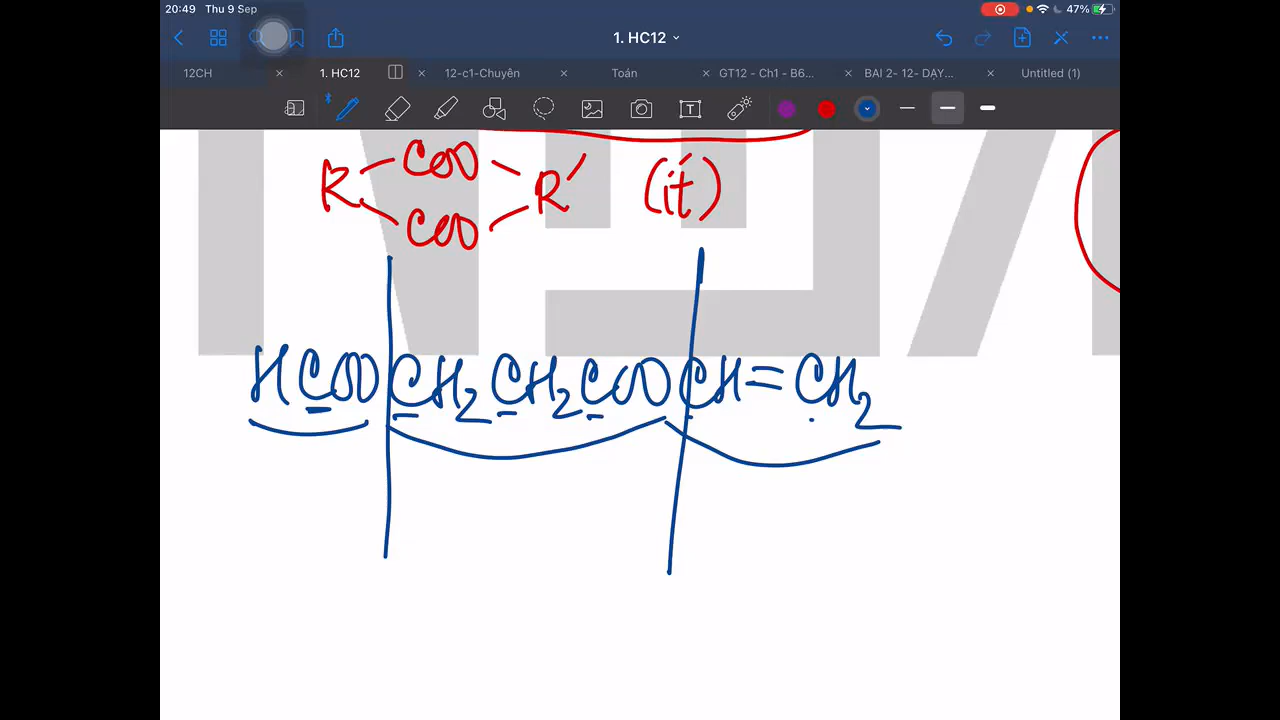 20:49 Thu 9 Sep 47%
1. HC12
12CH 1. HC12 12-c1-Chuyên Toán GT12 - Ch1 - B6... BAI 2- 12- DẠY... Untitled (1)
COO
R R' (ít)
COO
HCOOCH2CH2COOCH=CH2